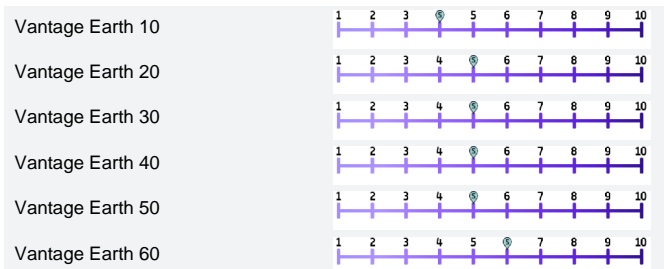 Vantage Earth 10 1 2 3 S 5 6 7 8 9 10
Vantage Earth 20 1 2 3 4 S 6 7 8 9 10
Vantage Earth 30 1 2 3 4 S 6 7 8 9 10
Vantage Earth 40 1 2 3 4 S 6 7 8 9 10
Vantage Earth 50 1 2 3 4 S 6 7 8 9 10
Vantage Earth 60 1 2 3 4 5 S 7 8 9 10